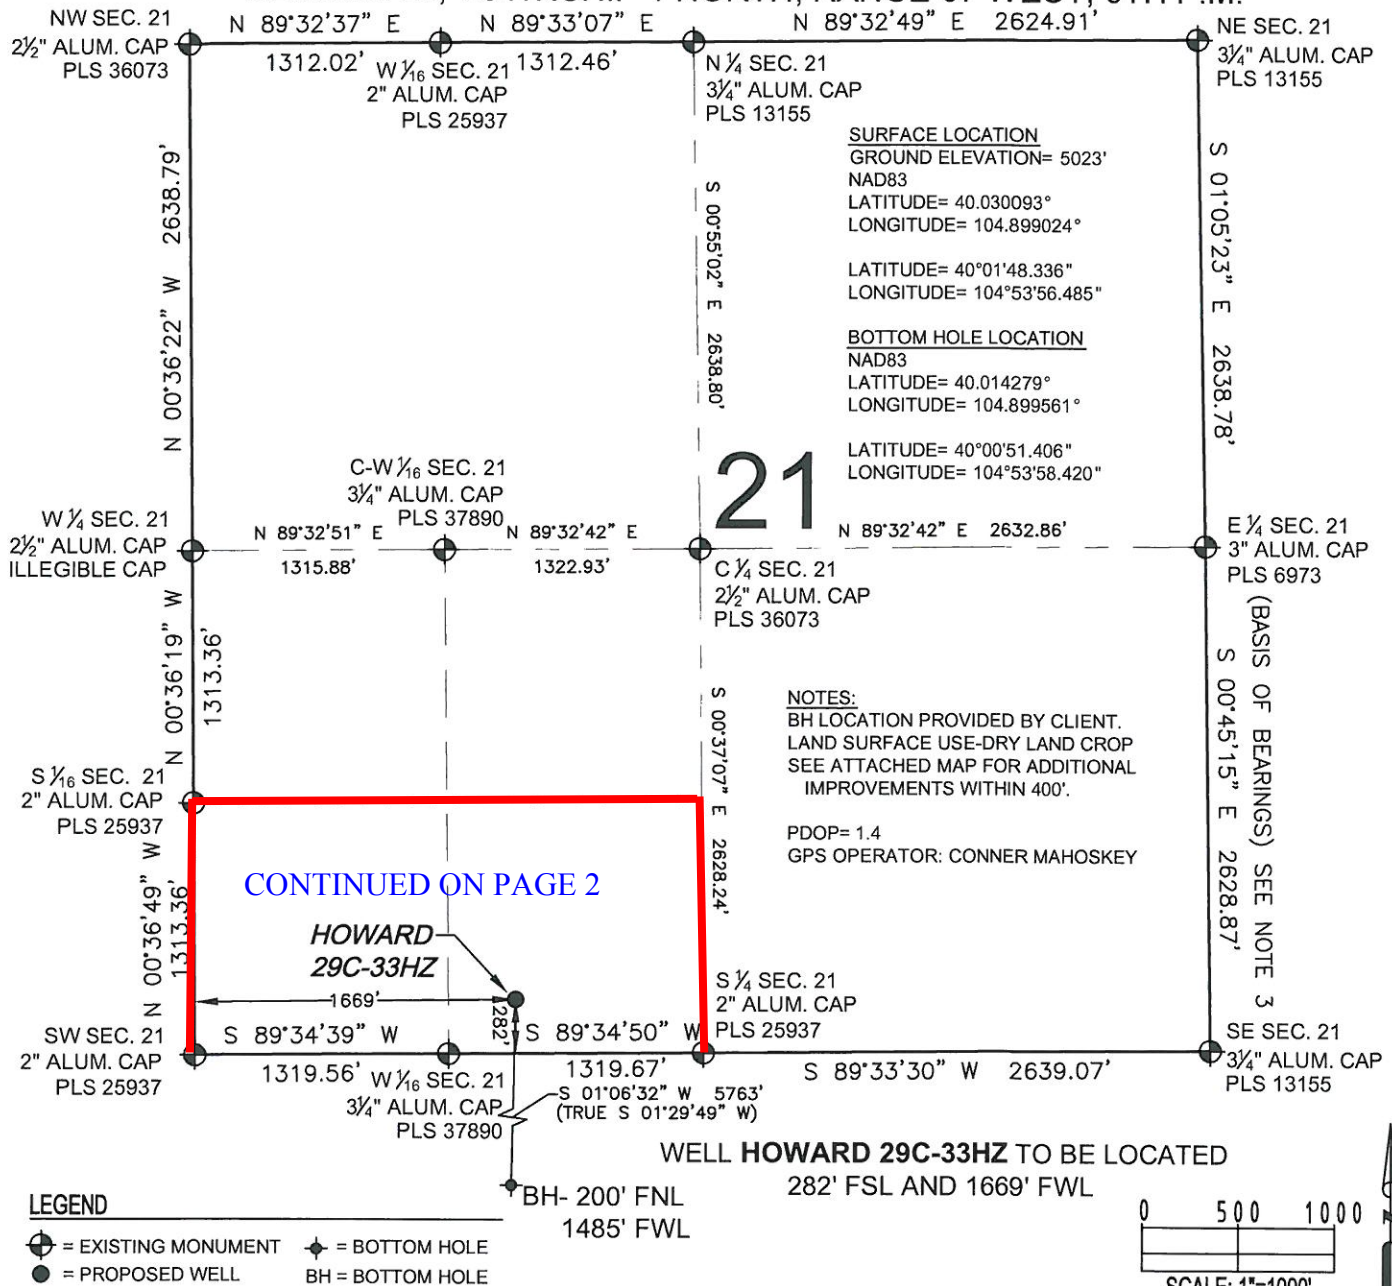 NW SEC. 21
2½" ALUM. CAP
PLS 36073
N 89°32'37" E
1312.02'
W 1⁄16 SEC. 21
2" ALUM. CAP
PLS 25937
N 89°33'07" E
1312.46'
N ¼ SEC. 21
3¼" ALUM. CAP
PLS 13155
N 89°32'49" E 2624.91'
NE SEC. 21
3¼" ALUM. CAP
PLS 13155
N 00°36'22" W 2638.79'
S 00°55'02" E 2638.80'
S 01°05'23" E 2638.78'
SURFACE LOCATION
GROUND ELEVATION= 5023'
NAD83
LATITUDE= 40.030093°
LONGITUDE= 104.899024°
LATITUDE= 40°01'48.336"
LONGITUDE= 104°53'56.485"
BOTTOM HOLE LOCATION
NAD83
LATITUDE= 40.014279°
LONGITUDE= 104.899561°
LATITUDE= 40°00'51.406"
LONGITUDE= 104°53'58.420"
21
W ¼ SEC. 21
2½" ALUM. CAP
ILLEGIBLE CAP
N 89°32'51" E
1315.88'
C-W 1⁄16 SEC. 21
3¼" ALUM. CAP
PLS 37890
N 89°32'42" E
1322.93'
C ¼ SEC. 21
2½" ALUM. CAP
PLS 36073
N 89°32'42" E 2632.86'
E ¼ SEC. 21
3" ALUM. CAP
PLS 6973
N 00°36'19" W
1313.36'
S 00°37'07" E 2628.24'
S 00°45'15" E 2628.87'
(BASIS OF BEARINGS) SEE NOTE 3
NOTES:
BH LOCATION PROVIDED BY CLIENT.
LAND SURFACE USE-DRY LAND CROP
SEE ATTACHED MAP FOR ADDITIONAL
IMPROVEMENTS WITHIN 400'.
PDOP= 1.4
GPS OPERATOR: CONNER MAHOSKEY
S 1⁄16 SEC. 21
2" ALUM. CAP
PLS 25937
N 00°36'49" W
1313.36'
CONTINUED ON PAGE 2
HOWARD
29C-33HZ
1669'
282'
SW SEC. 21
2" ALUM. CAP
PLS 25937
S 89°34'39" W
1319.56'
W 1⁄16 SEC. 21
3¼" ALUM. CAP
PLS 37890
S 89°34'50" W
1319.67'
S ¼ SEC. 21
2" ALUM. CAP
PLS 25937
S 89°33'30" W 2639.07'
SE SEC. 21
3¼" ALUM. CAP
PLS 13155
S 01°06'32" W 5763'
(TRUE S 01°29'49" W)
WELL HOWARD 29C-33HZ TO BE LOCATED
282' FSL AND 1669' FWL
BH- 200' FNL
1485' FWL
LEGEND
= EXISTING MONUMENT
= BOTTOM HOLE
= PROPOSED WELL
BH = BOTTOM HOLE
0 500 1000
SCALE: 1"=1000'